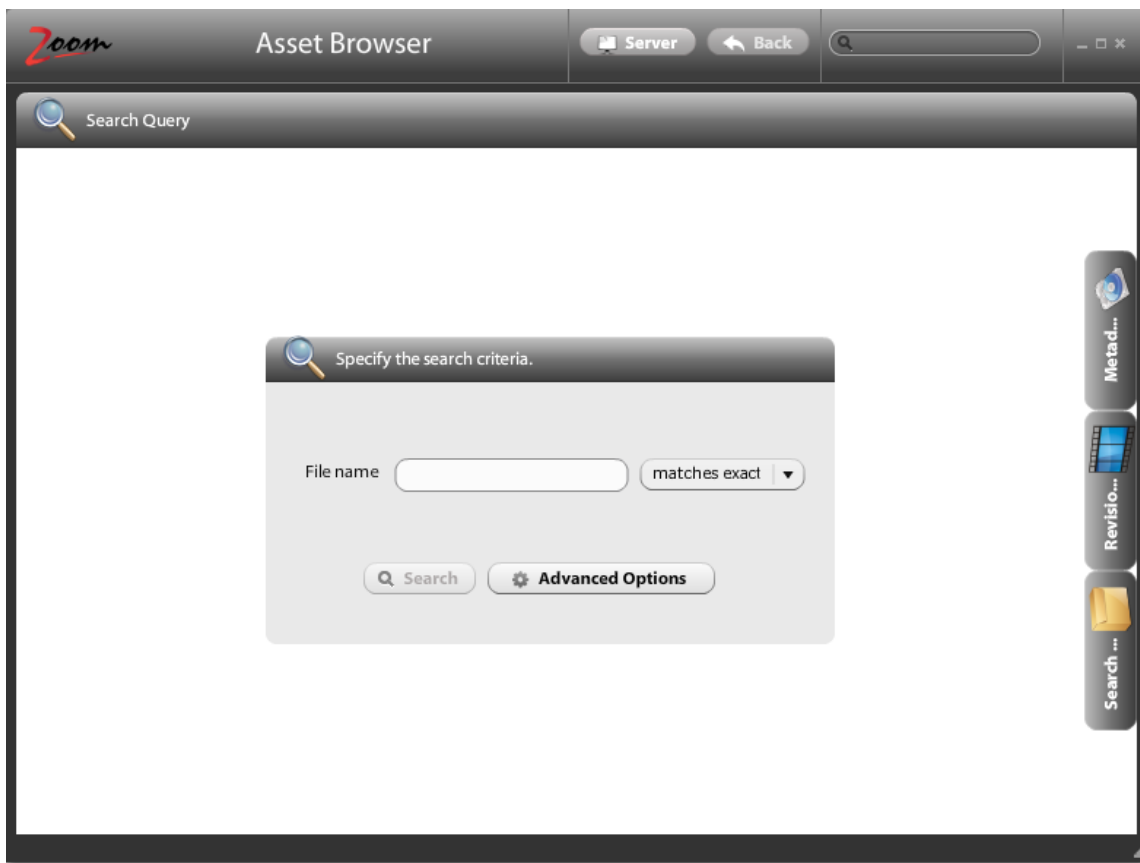 Zoom
Asset Browser
Server
Back
Search Query
Metad...
Specify the search criteria.
File name
matches exact
Revisio...
Search
Advanced Options
Search ...